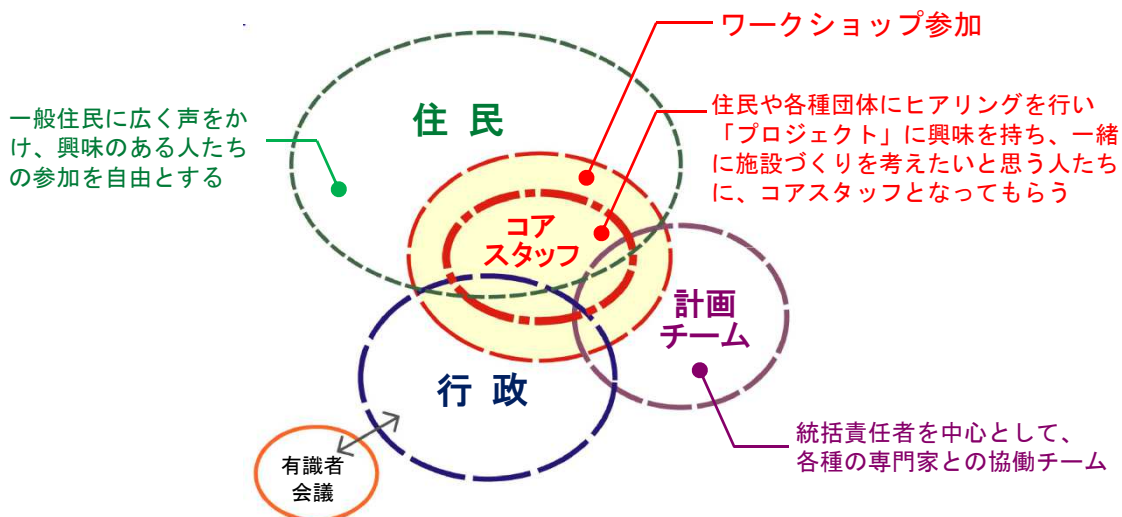 ワークショップ参加
住民
一般住民に広く声をか
け、興味のある人たち
の参加を自由とする
住民や各種団体にヒアリングを行い
「プロジェクト」に興味を持ち、一緒
に施設づくりを考えたいと思う人たち
に、コアスタッフとなってもらう
コア
スタッフ
計画
チーム
行政
統括責任者を中心として、
各種の専門家との協働チーム
有識者
会議